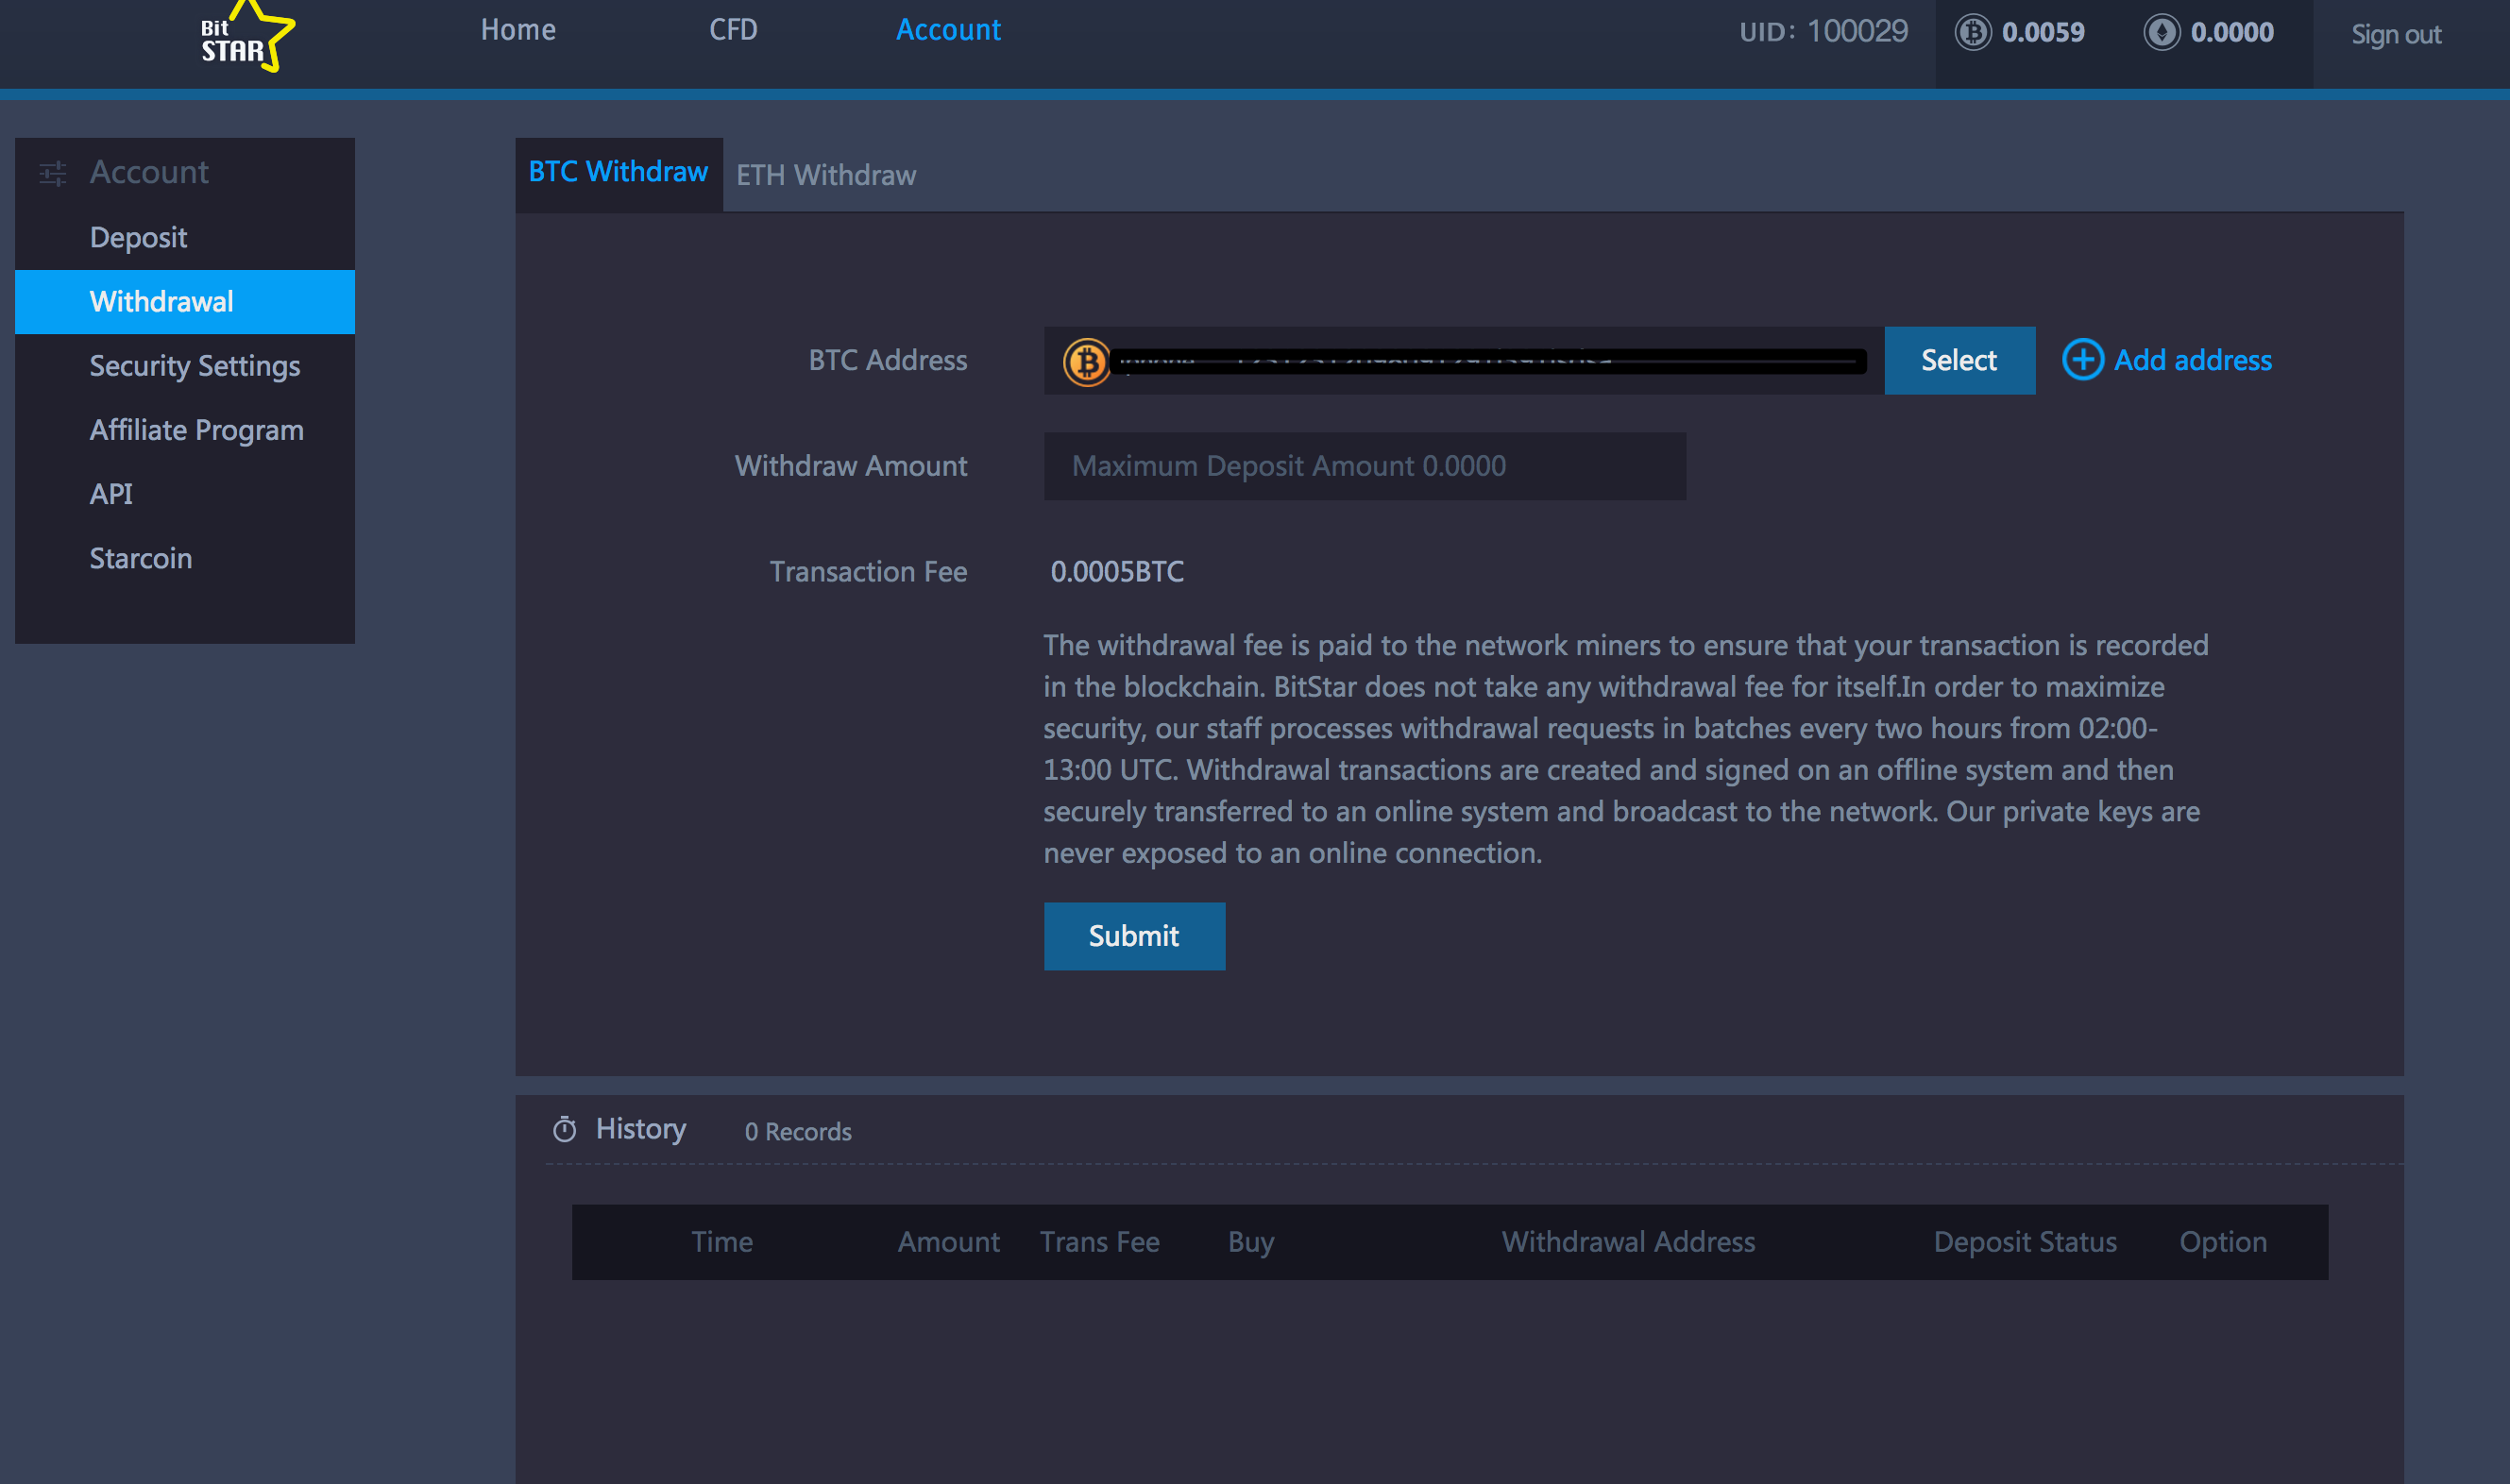 Bit
STAR
Home
CFD
Account
UID: 100029
0.0059
0.0000
Sign out
Account
Deposit
Withdrawal
Security Settings
Affiliate Program
API
Starcoin
BTC Withdraw
ETH Withdraw
BTC Address
Select
Add address
Withdraw Amount
Maximum Deposit Amount 0.0000
Transaction Fee
0.0005BTC
The withdrawal fee is paid to the network miners to ensure that your transaction is recorded
in the blockchain. BitStar does not take any withdrawal fee for itself.In order to maximize
security, our staff processes withdrawal requests in batches every two hours from 02:00-
13:00 UTC. Withdrawal transactions are created and signed on an offline system and then
securely transferred to an online system and broadcast to the network. Our private keys are
never exposed to an online connection.
Submit
History
0 Records
Time
Amount
Trans Fee
Buy
Withdrawal Address
Deposit Status
Option